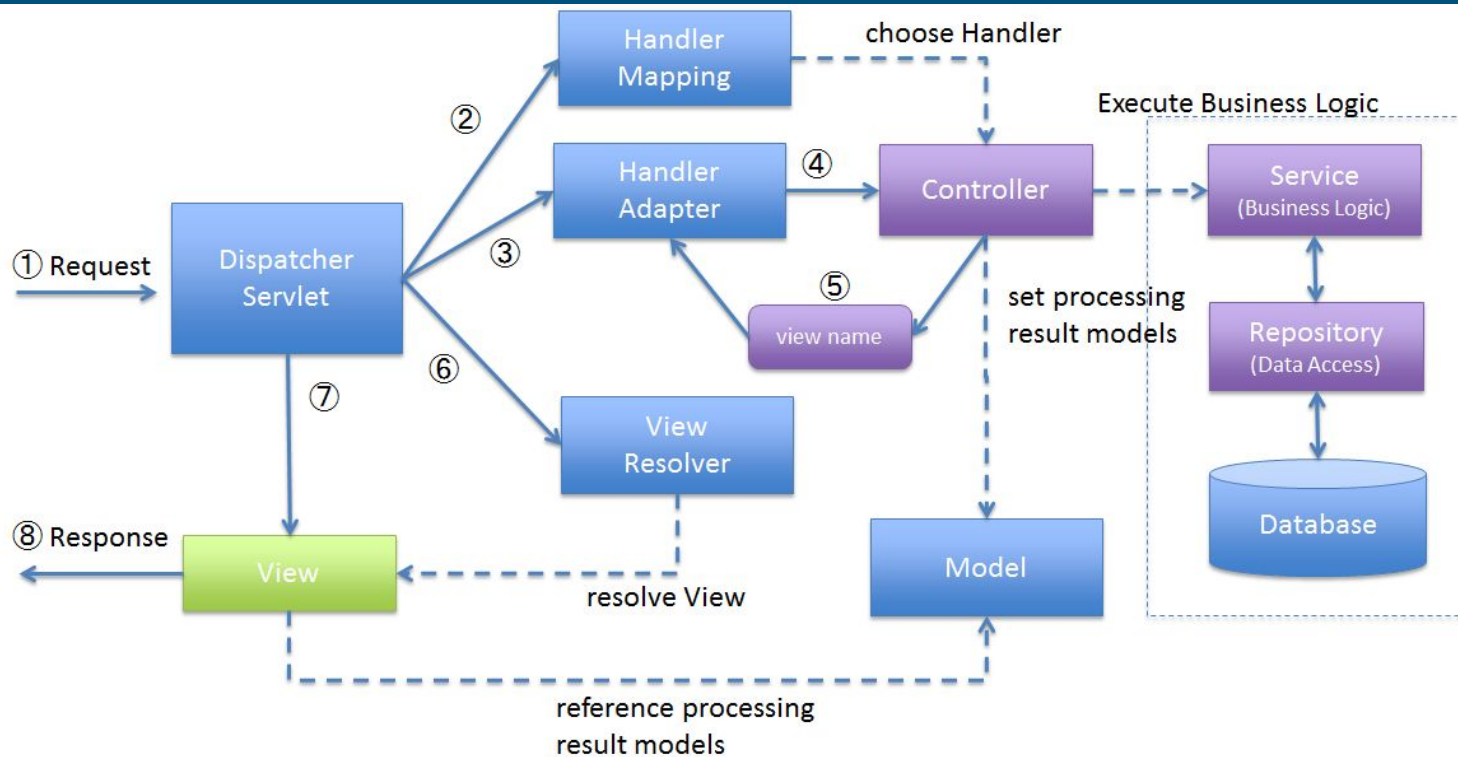 Handler
Mapping
choose Handler
②
Execute Business Logic
Handler
Adapter
④
Controller
Service
(Business Logic)
① Request
Dispatcher
Servlet
③
⑤
view name
set processing
result models
Repository
(Data Access)
⑥
⑦
View
Resolver
⑧ Response
View
resolve View
Model
Database
reference processing
result models